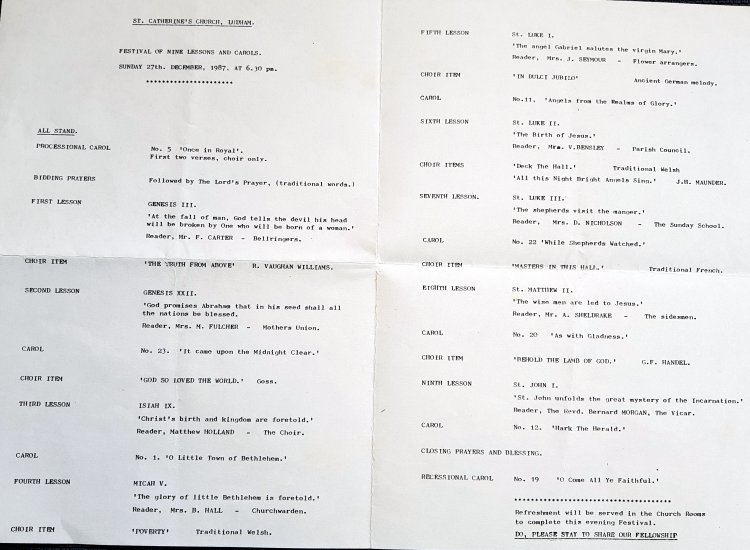 ST. CATHERINE'S CHURCH, LUDHAM.
FESTIVAL OF NINE LESSONS AND CAROLS.
SUNDAY 27th. DECEMBER, 1987. AT 6.30 pm.
**********************
ALL STAND.
PROCESSIONAL CAROL No. 5 'Once in Royal'.
First two verses, choir only.
BIDDING PRAYERS Followed by The Lord's Prayer, (traditional words.)
FIRST LESSON GENESIS III.
'At the fall of man, God tells the devil his head
will be broken by One who will be born of a woman.'
Reader, Mr. F. CARTER - Bellringers.
CHOIR ITEM 'THE TRUTH FROM ABOVE' R. VAUGHAN WILLIAMS.
SECOND LESSON GENESIS XXII.
'God promises Abraham that in his seed shall all
the nations be blessed.
Reader, Mrs. M. FULCHER - Mothers Union.
CAROL No. 23. 'It came upon the Midnight Clear.'
CHOIR ITEM 'GOD SO LOVED THE WORLD.' Goss.
THIRD LESSON ISIAH IX.
'Christ's birth and kingdom are foretold.'
Reader, Matthew HOLLAND - The Choir.
CAROL No. 1. 'O Little Town of Bethlehem.'
FOURTH LESSON MICAH V.
'The glory of little Bethlehem is foretold.'
Reader, Mrs. B. HALL - Churchwarden.
CHOIR ITEM 'POVERTY' Traditional Welsh.
FIFTH LESSON St. LUKE I.
'The angel Gabriel salutes the virgin Mary.'
Reader, Mrs. J. SEYMOUR - Flower arrangers.
CHOIR ITEM 'IN DULCI JUBILO' Ancient German melody.
CAROL No.11. 'Angels from the Realms of Glory.'
SIXTH LESSON St. LUKE II.
'The Birth of Jesus.'
Reader, Mrs. V.BENSLEY - Parish Council.
CHOIR ITEMS 'Deck The Hall.' Traditional Welsh
'All this Night Bright Angels Sing.' J.H. MAUNDER.
SEVENTH LESSON. St. LUKE III.
'The shepherds visit the manger.'
Reader, Mrs. D. NICHOLSON - The Sunday School.
CAROL No. 22 'While Shepherds Watched.'
CHOIR ITEM 'MASTERS IN THIS HALL.' Traditional French.
EIGHTH LESSON St. MATTHEW II.
'The wise men are led to Jesus.'
Reader, Mr. A. SHELDRAKE - The sidesmen.
CAROL No. 20 'As with Gladness.'
CHOIR ITEM 'BEHOLD THE LAMB OF GOD.' G.F. HANDEL.
NINTH LESSON St. JOHN I.
'St. John unfolds the great mystery of the Incarnation.'
Reader, The Revd. Bernard MORGAN, The Vicar.
CAROL No. 12. 'Hark The Herald.'
CLOSING PRAYERS AND BLESSING.
RECESSIONAL CAROL No. 19 'O Come All Ye Faithful.'
**************************************
Refreshment will be served in the Church Rooms
to complete this evening Festival.
DO, PLEASE STAY TO SHARE OUR FELLOWSHIP